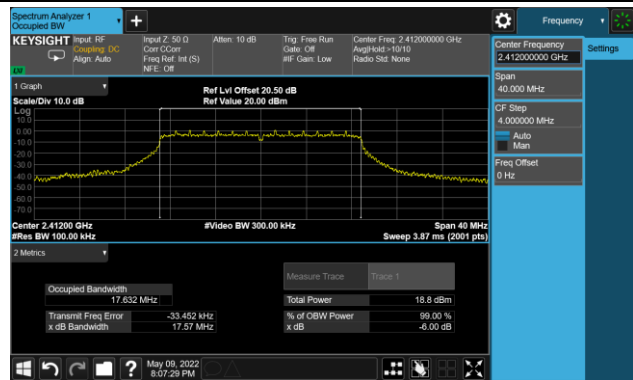 Spectrum Analyzer 1
Occupied BW
Frequency
KEYSIGHT
Input: RF
Coupling: DC
Align: Auto
Input Z: 50 Ω
Corr CCorr
Freq Ref: Int (S)
NFE: Off
Atten: 10 dB
Trig: Free Run
Gate: Off
#IF Gain: Low
Center Freq: 2.412000000 GHz
Avg|Hold:>10/10
Radio Std: None
Center Frequency
2.412000000 GHz
Settings
Span
40.000 MHz
CF Step
4.000000 MHz
Auto
Man
Freq Offset
0 Hz
1 Graph
Scale/Div 10.0 dB
Ref Lvl Offset 20.50 dB
Ref Value 20.00 dBm
Log
10.0
0.00
-10.0
-20.0
-30.0
-40.0
-50.0
-60.0
-70.0
Center 2.41200 GHz
#Video BW 300.00 kHz
Span 40 MHz
#Res BW 100.00 kHz
Sweep 3.87 ms (2001 pts)
2 Metrics
Measure Trace
Trace 1
Occupied Bandwidth
17.632 MHz
Total Power
18.8 dBm
Transmit Freq Error
-33.452 kHz
% of OBW Power
99.00 %
x dB Bandwidth
17.57 MHz
x dB
-6.00 dB
May 09, 2022
8:07:29 PM